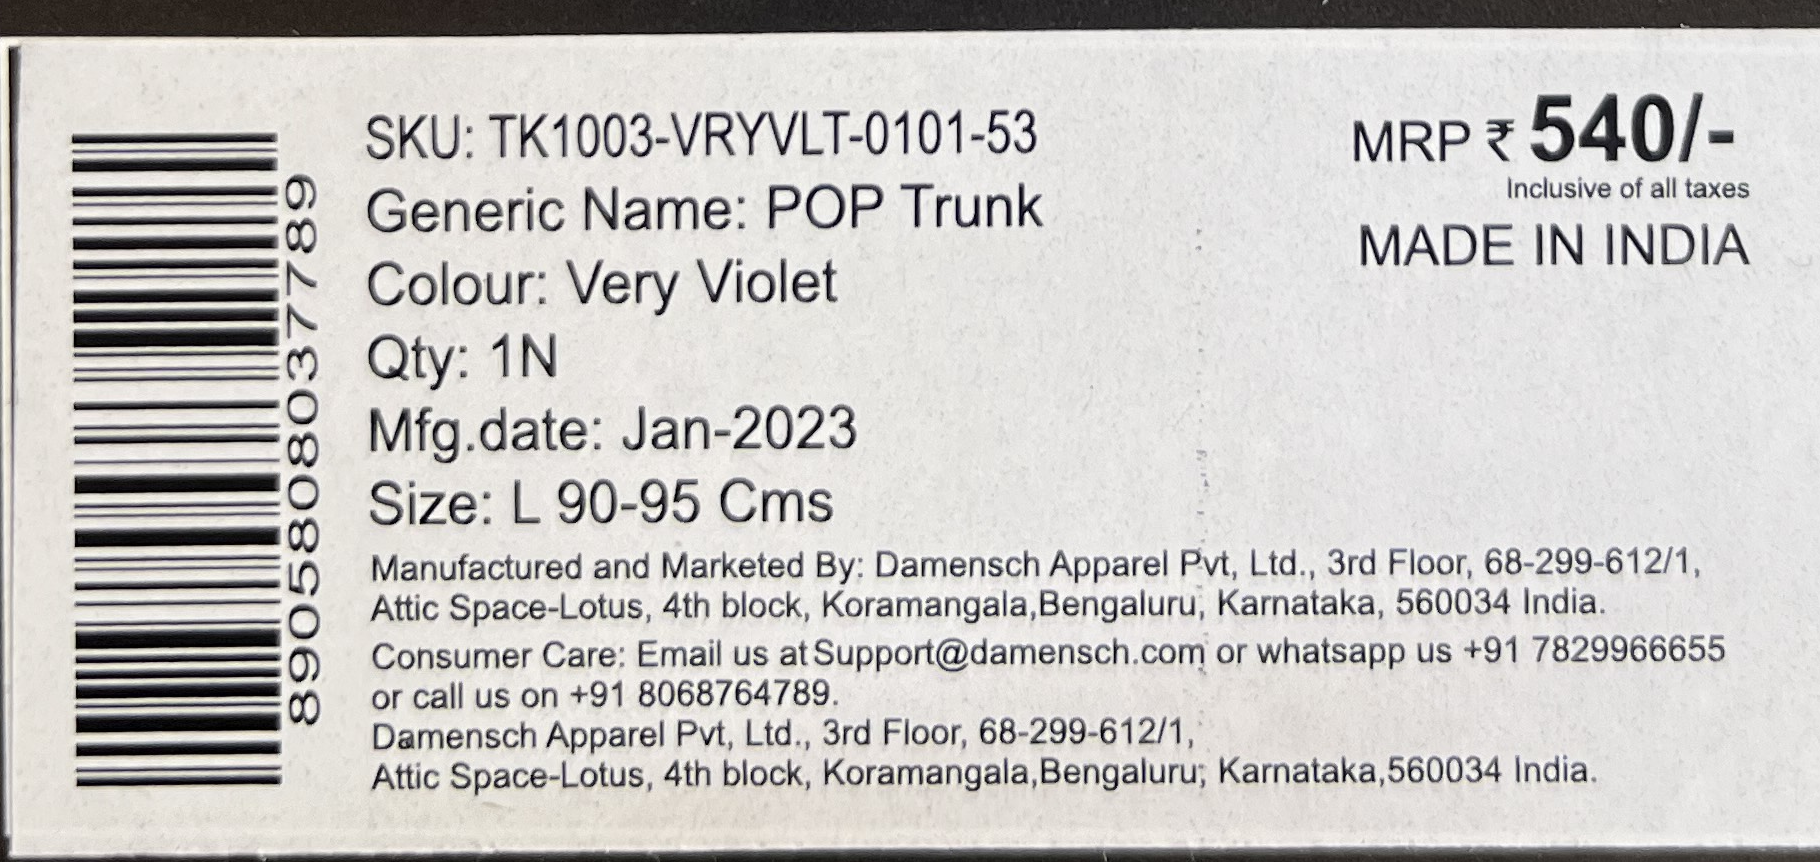 8905808037789
SKU: TK1003-VRYVLT-0101-53
Generic Name: POP Trunk
Colour: Very Violet
Qty: 1N
Mfg.date: Jan-2023
Size: L 90-95 Cms
MRP ₹ 540/-
Inclusive of all taxes
MADE IN INDIA
Manufactured and Marketed By: Damensch Apparel Pvt, Ltd., 3rd Floor, 68-299-612/1,
Attic Space-Lotus, 4th block, Koramangala,Bengaluru, Karnataka, 560034 India.
Consumer Care: Email us at Support@damensch.com or whatsapp us +91 7829966655
or call us on +91 8068764789.
Damensch Apparel Pvt, Ltd., 3rd Floor, 68-299-612/1,
Attic Space-Lotus, 4th block, Koramangala,Bengaluru, Karnataka,560034 India.